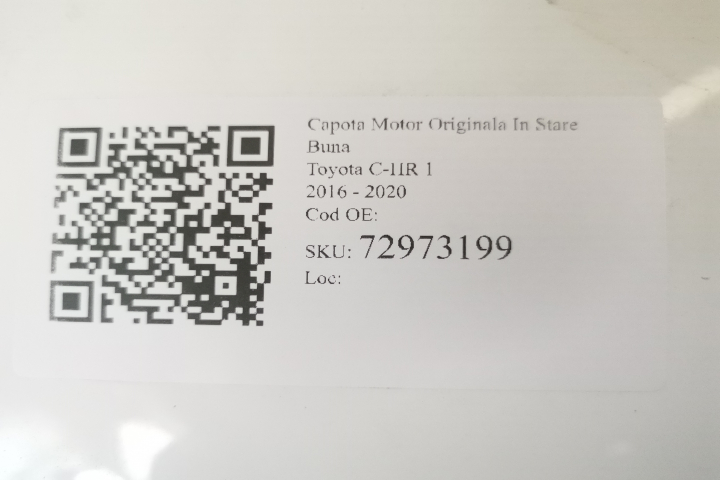 Capota Motor Originala In Stare
Buna
Toyota C-HR 1
2016 - 2020
Cod OE:
SKU: 72973199
Loc: